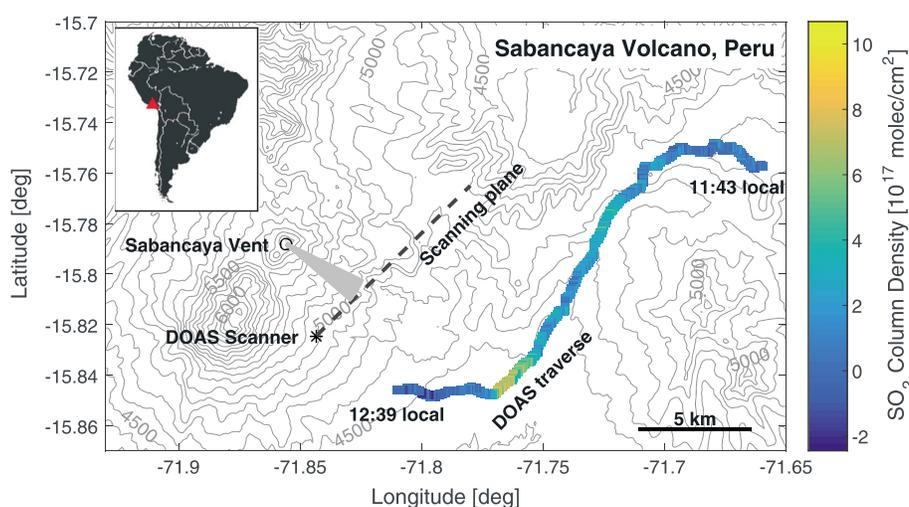 Sabancaya Volcano, Peru
-15.7
-15.72
-15.74
-15.76
-15.78
-15.8
-15.82
-15.84
-15.86
Latitude [deg]
5000
4500
4500
11:43 local
Scanning plane
Sabancaya Vent
5500
6000
5000
5000
DOAS Scanner
DOAS traverse
5000
12:39 local
4500
4500
5 km
-71.9
-71.85
-71.8
-71.75
-71.7
-71.65
Longitude [deg]
10
8
6
4
2
0
-2
SO2 Column Density [10^17 molec/cm^2]